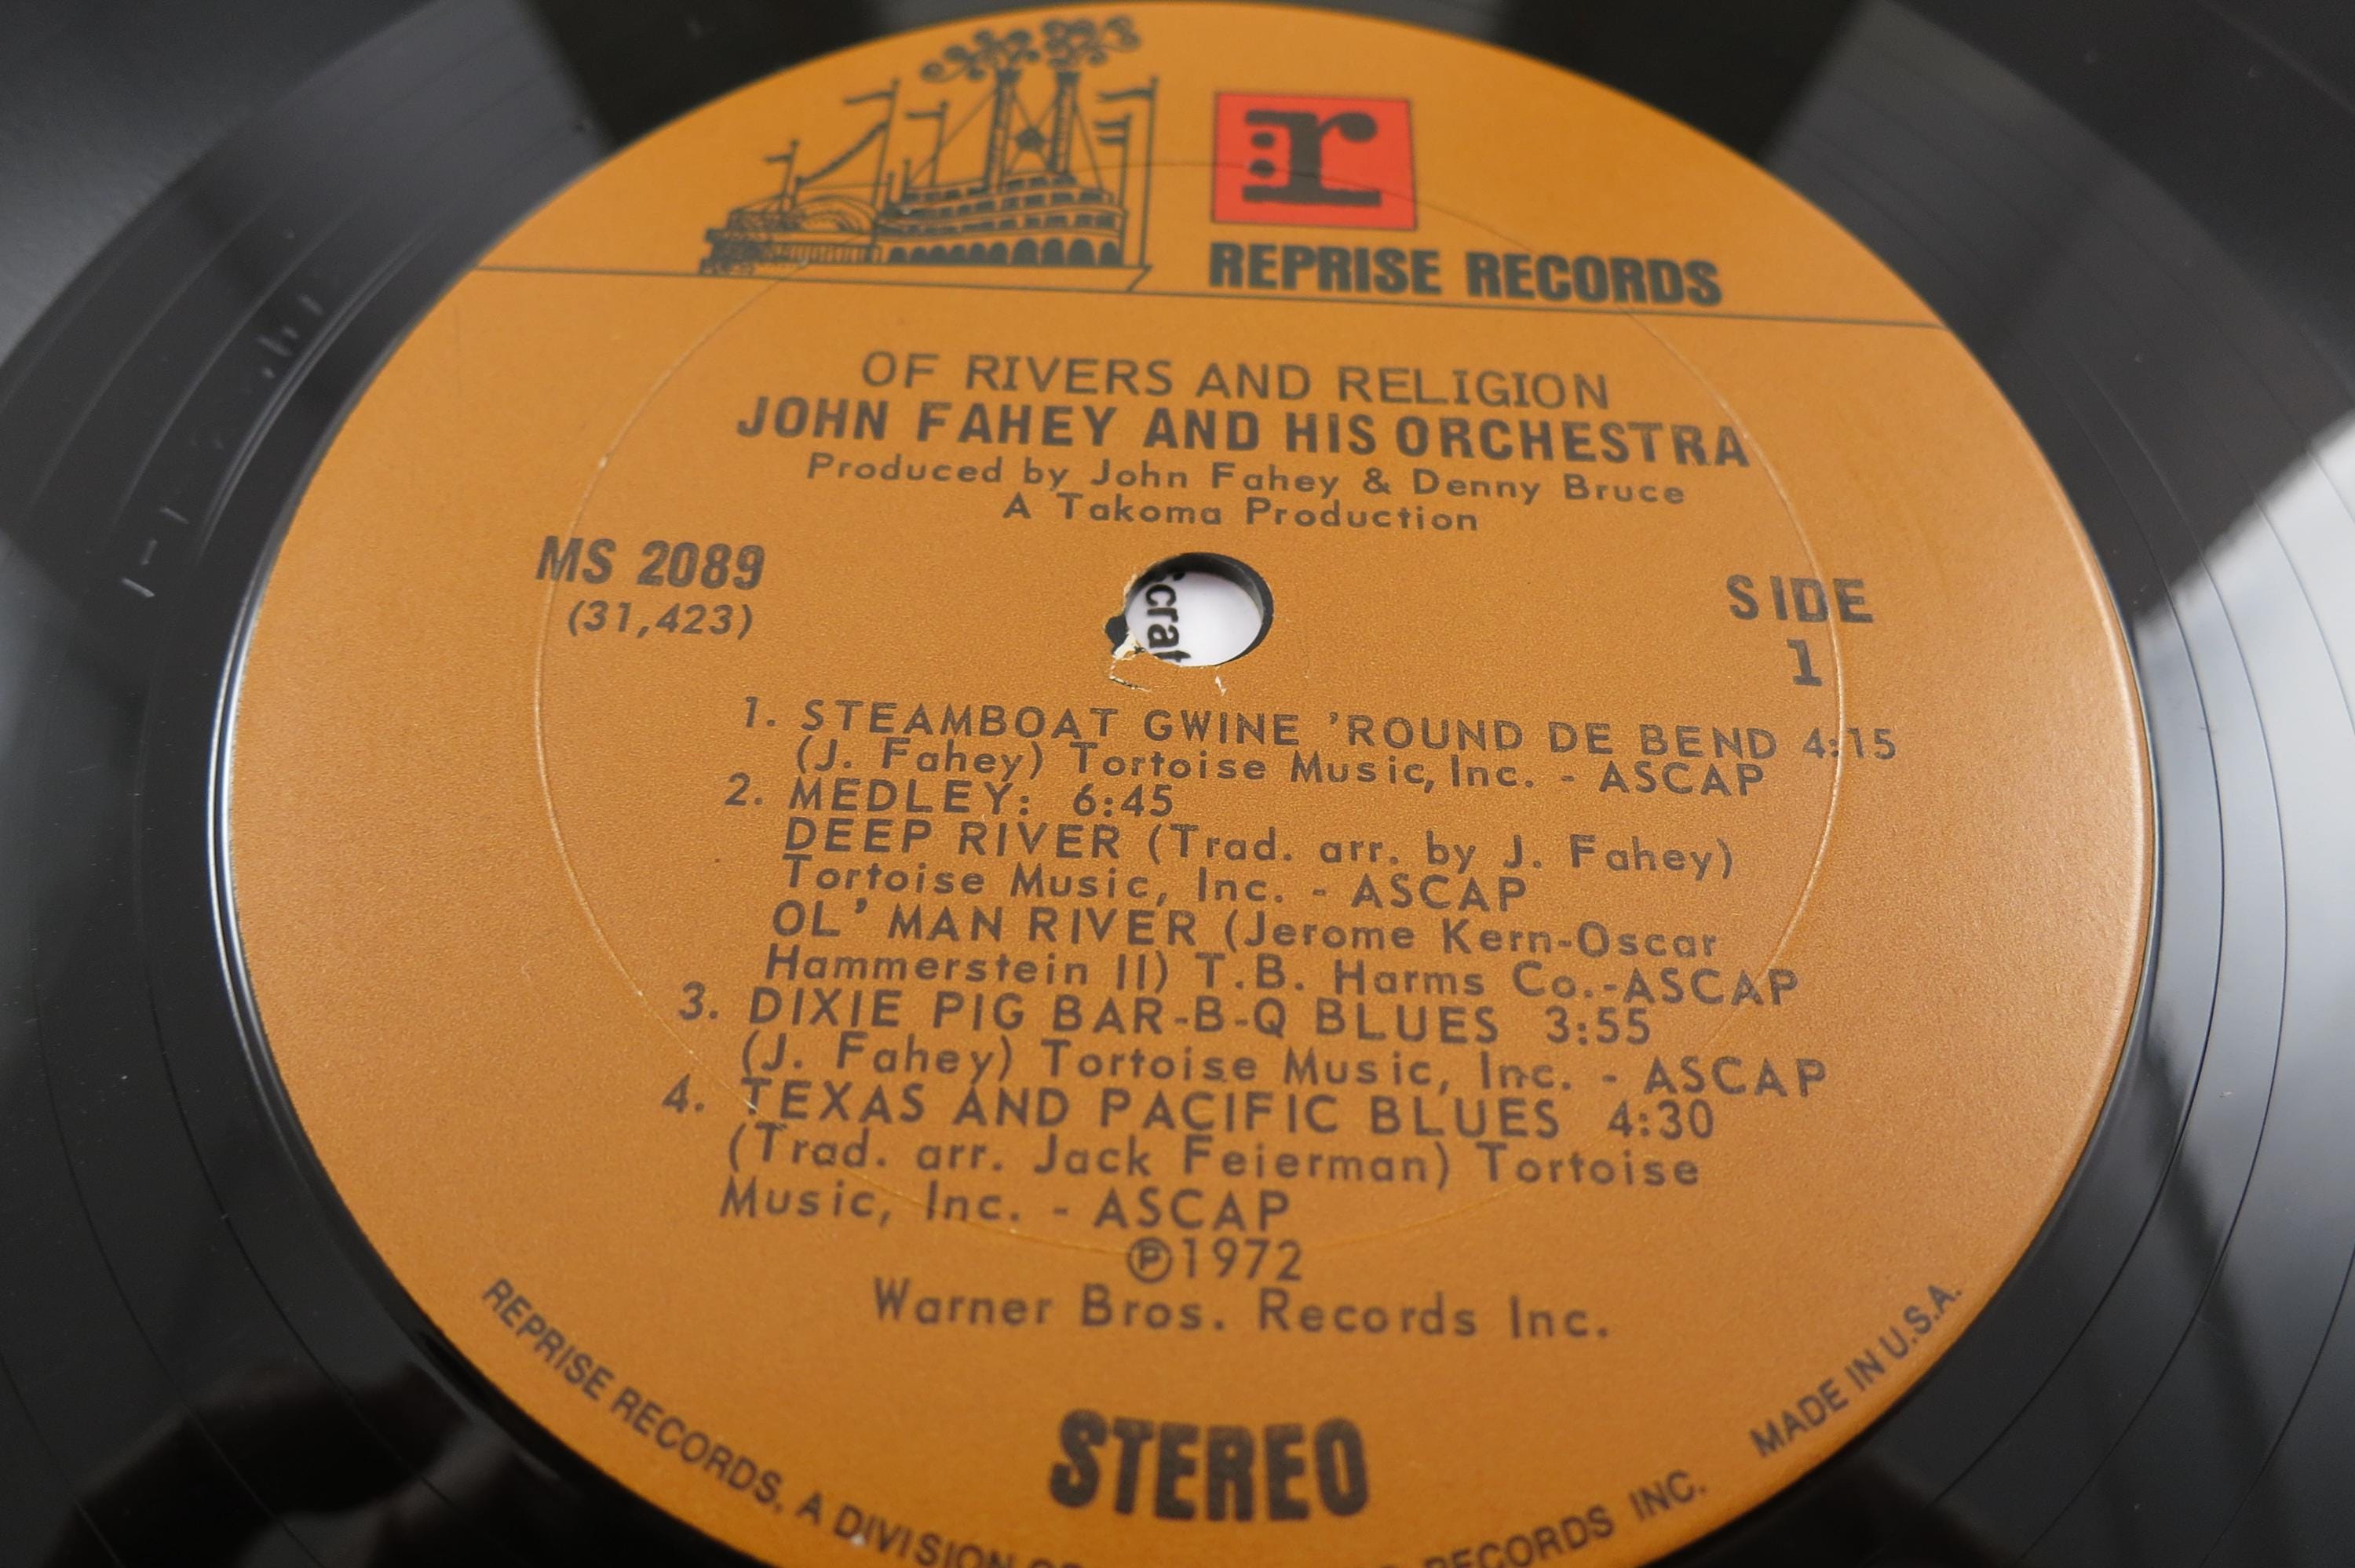 r
REPRISE RECORDS
OF RIVERS AND RELIGION
JOHN FAHEY AND HIS ORCHESTRA
Produced by John Fahey & Denny Bruce
A Takoma Production
MS 2089
(31,423)
SIDE
1
crat
1. STEAMBOAT GWINE 'ROUND DE BEND 4:15
(J. Fahey) Tortoise Music, Inc. - ASCAP
2. MEDLEY: 6:45
DEEP RIVER (Trad. arr. by J. Fahey)
Tortoise Music, Inc. - ASCAP
OL' MAN RIVER (Jerome Kern-Oscar
Hammerstein II) T.B. Harms Co.-ASCAP
3. DIXIE PIG BAR-B-Q BLUES 3:55
(J. Fahey) Tortoise Music, Inc. - ASCAP
4. TEXAS AND PACIFIC BLUES 4:30
(Trad. arr. Jack Feierman) Tortoise
Music, Inc. - ASCAP
Ⓟ1972
Warner Bros. Records Inc.
STEREO
REPRISE RECORDS, A DIVISION RECORDS INC. MADE IN U.S.A.